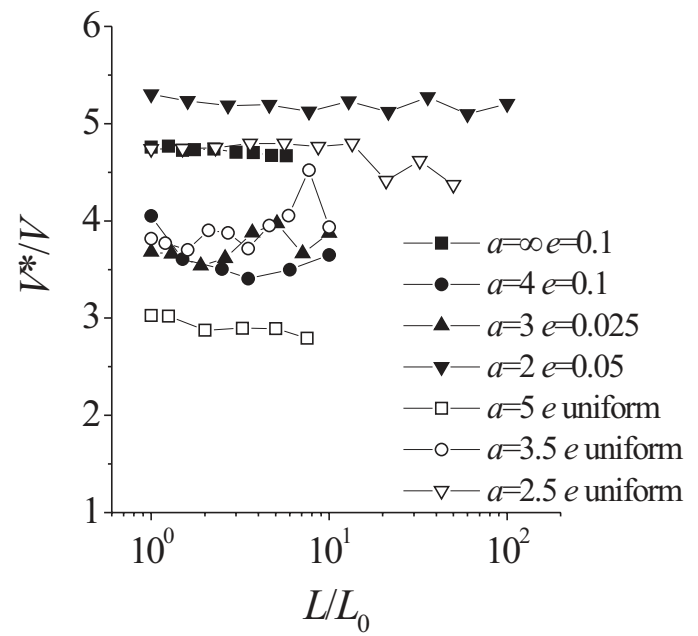 6
5
4
3
2
1
V*/V
10⁰
10¹
10²
L/L₀
a=∞ e=0.1
a=4 e=0.1
a=3 e=0.025
a=2 e=0.05
a=5 e uniform
a=3.5 e uniform
a=2.5 e uniform